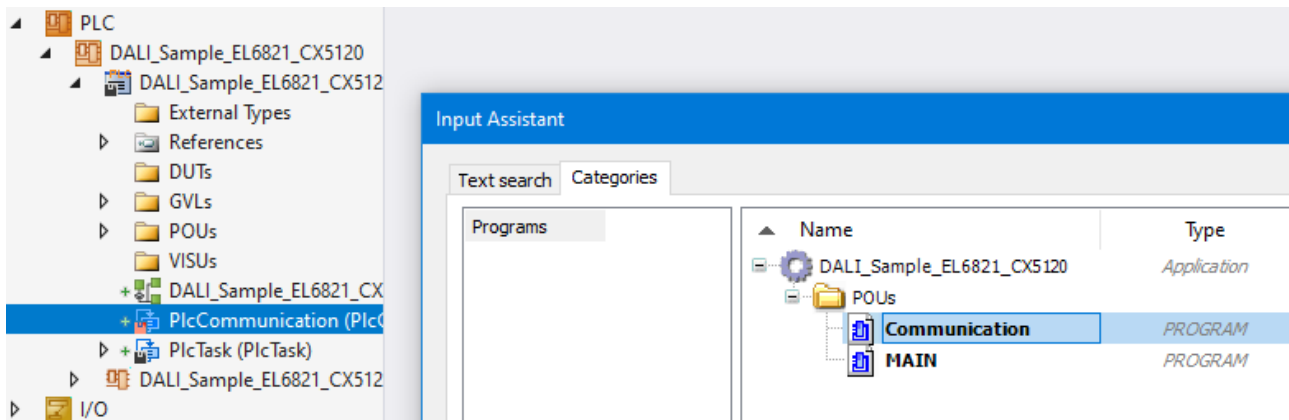 PLC
DALI_Sample_EL6821_CX5120
DALI_Sample_EL6821_CX512
External Types
References
DUTs
GVLs
POUs
VISUs
DALI_Sample_EL6821_CX
PlcCommunication (PlcC
PlcTask (PlcTask)
DALI_Sample_EL6821_CX512
I/O
Input Assistant
Text search Categories
Programs
Name Type
DALI_Sample_EL6821_CX5120 Application
POUs
Communication PROGRAM
MAIN PROGRAM